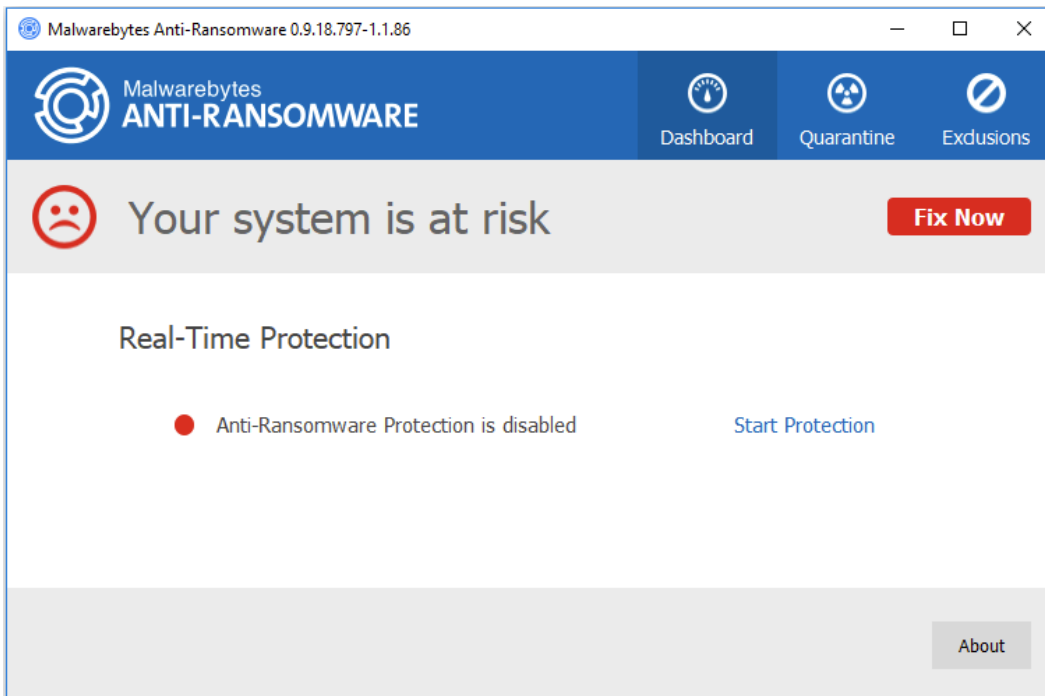 Malwarebytes Anti-Ransomware 0.9.18.797-1.1.86
Malwarebytes
ANTI-RANSOMWARE
Dashboard
Quarantine
Exclusions
Your system is at risk
Fix Now
Real-Time Protection
Anti-Ransomware Protection is disabled
Start Protection
About